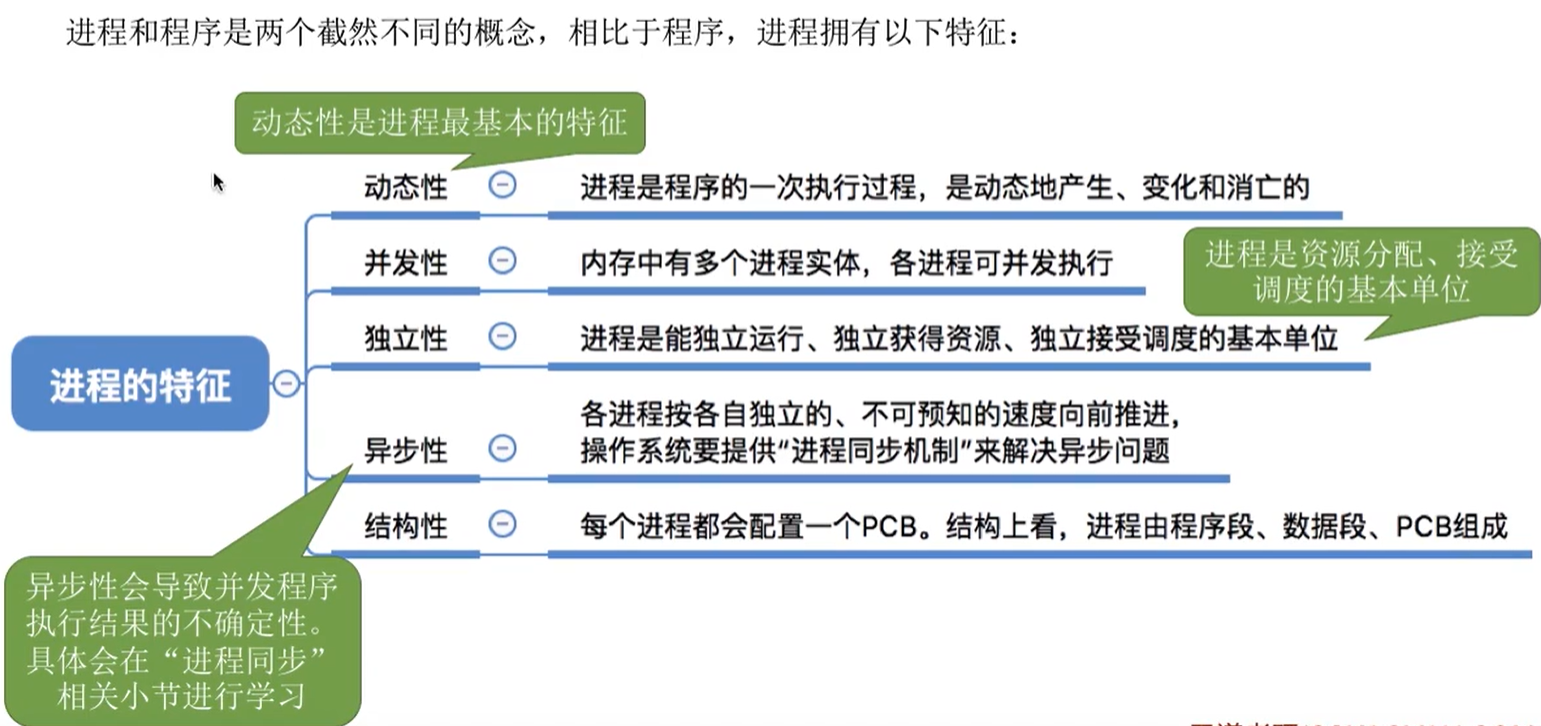 进程和程序是两个截然不同的概念，相比于程序，进程拥有以下特征：
动态性是进程最基本的特征
动态性
进程是程序的一次执行过程，是动态地产生、变化和消亡的
并发性
内存中有多个进程实体，各进程可并发执行
进程是资源分配、接受
调度的基本单位
独立性
进程是能独立运行、独立获得资源、独立接受调度的基本单位
进程的特征
异步性
各进程按各自独立的、不可预知的速度向前推进，
操作系统要提供“进程同步机制”来解决异步问题
结构性
每个进程都会配置一个PCB。结构上看，进程由程序段、数据段、PCB组成
异步性会导致并发程序
执行结果的不确定性。
具体会在“进程同步”
相关小节进行学习